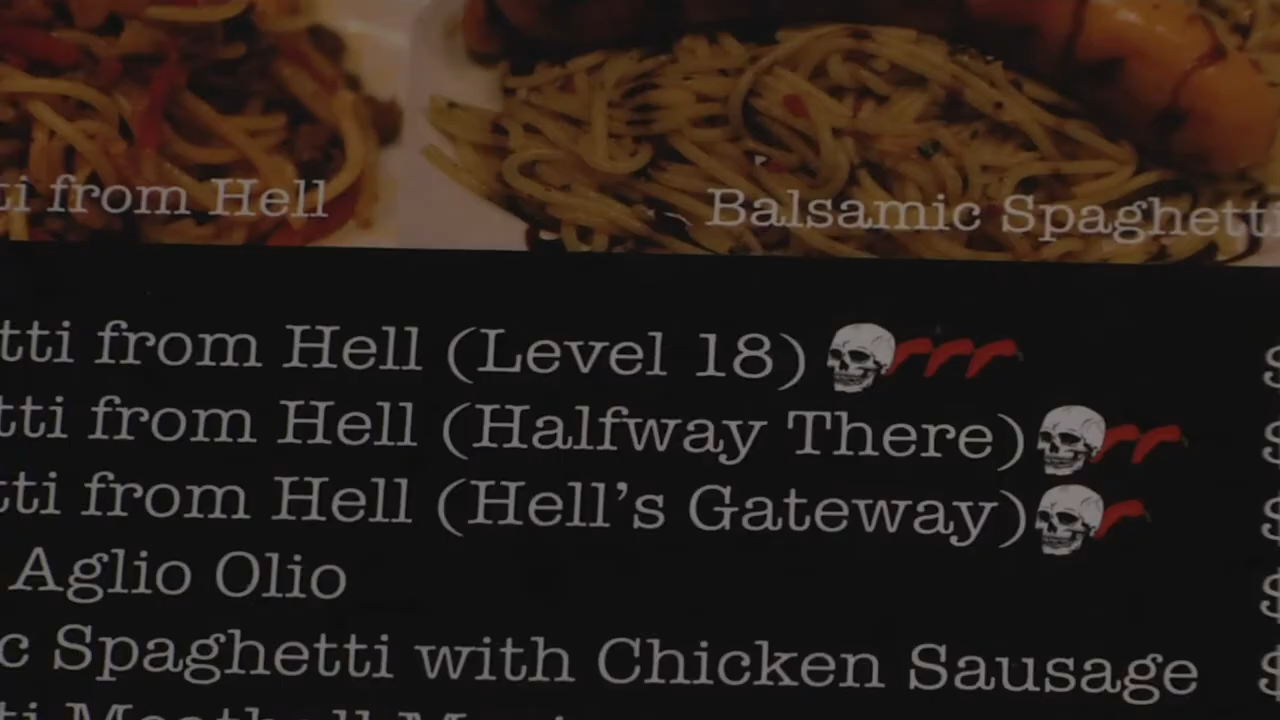 ti from Hell
Balsamic Spaghetti
tti from Hell (Level 18)
tti from Hell (Halfway There)
tti from Hell (Hell's Gateway)
Aglio Olio
c Spaghetti with Chicken Sausage